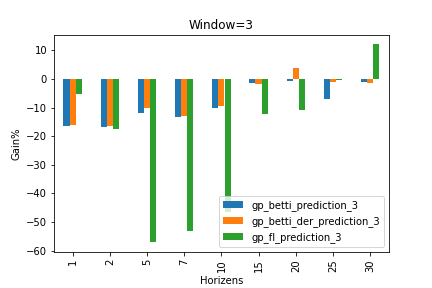 Window=3
Gain%
10
0
−10
−20
−30
−40
−50
−60
gp_betti_prediction_3
gp_betti_der_prediction_3
gp_fl_prediction_3
1 2 5 7 10 15 20 25 30
Horizens